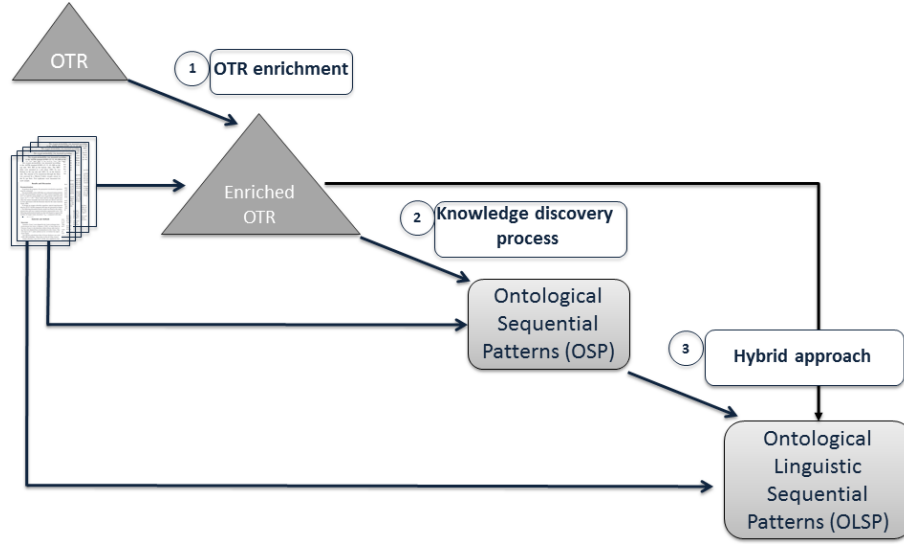 OTR
1 OTR enrichment
Enriched
OTR
2 Knowledge discovery
process
Ontological
Sequential
Patterns (OSP)
3 Hybrid approach
Ontological
Linguistic
Sequential
Patterns (OLSP)